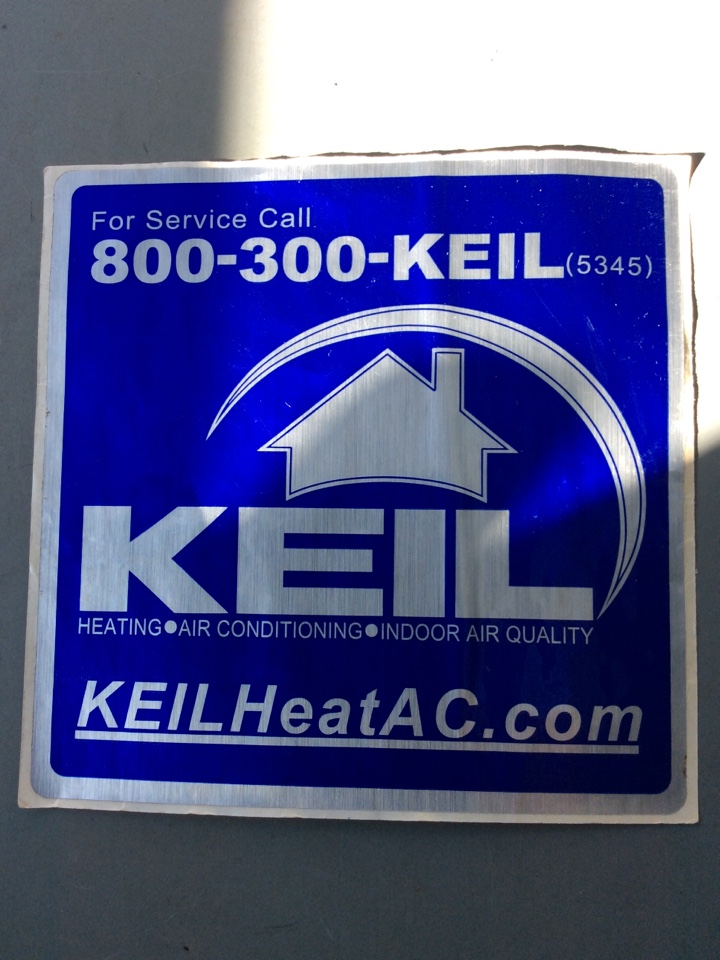 For Service Call
800-300-KEIL(5345)
KEIL
HEATING●AIR CONDITIONING●INDOOR AIR QUALITY
KEILHeatAC.com